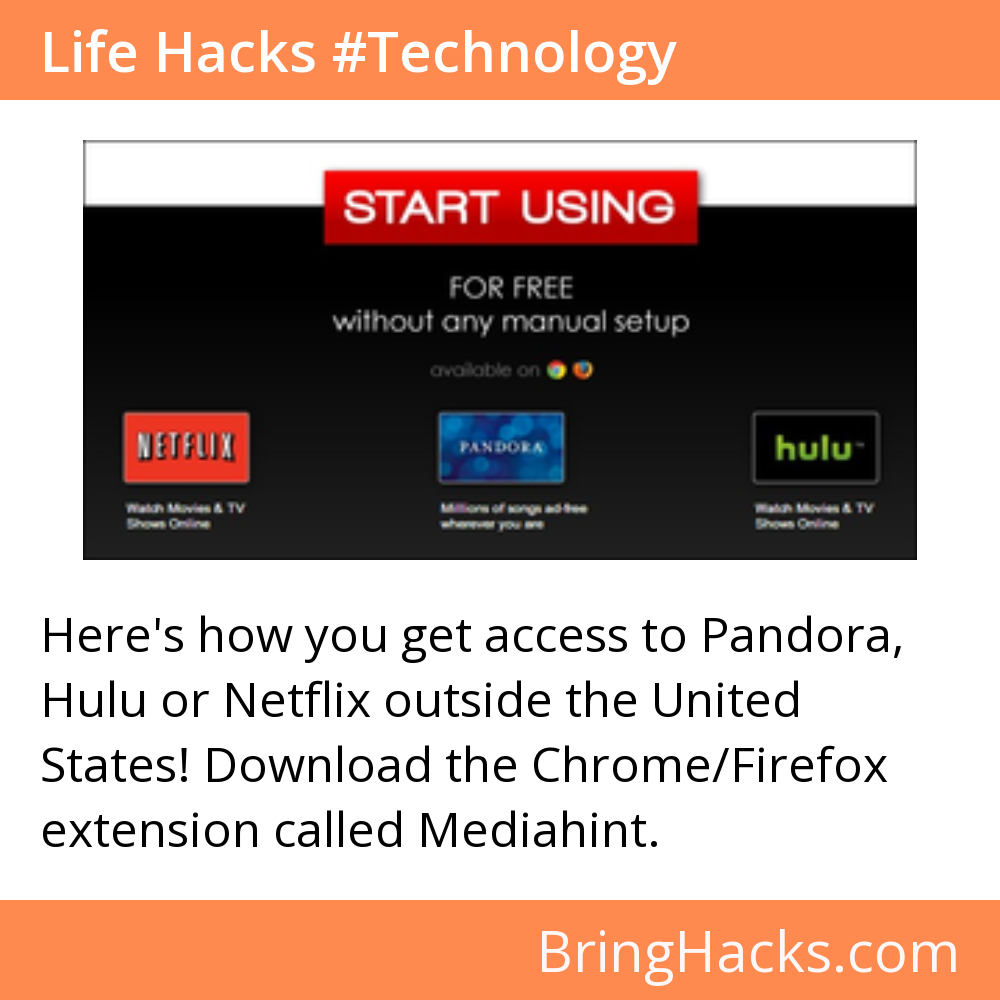 Life Hacks #Technology
START USING
FOR FREE
without any manual setup
available on
NETFLIX
PANDORA
hulu™
Watch Movies & TV
Shows Online
Millions of songs ad-free
wherever you are
Watch Movies & TV
Shows Online
Here's how you get access to Pandora,
Hulu or Netflix outside the United
States! Download the Chrome/Firefox
extension called Mediahint.
BringHacks.com